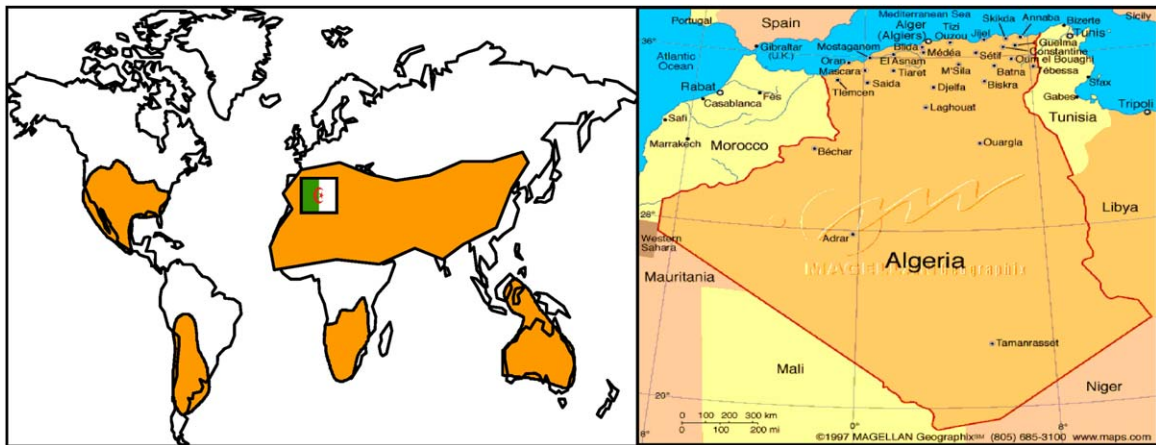 Portugal
Spain
Mediterranean Sea
Sicily
Atlantic
Ocean
Gibraltar
(U.K.)
Alger
(Algiers)
Tizi
Ouzou
Jijel
Skikda
Annaba
Bizerte
Tunis
Guelma
Constantine
Oum el Bouaghi
Tébessa
Mostaganem
Blida
Médéa
Sétif
Oran
El Asnam
Mascara
Tiaret
M'Sila
Batna
Tlemcen
Saida
Djelfa
Biskra
Laghouat
Rabat
Casablanca
Fès
Safi
Marrakech
Morocco
Béchar
Ouargla
Sfax
Gabes
Tunisia
Tripoli
Libya
Western
Sahara
Mauritania
Adrar
Algeria
Tamanrasset
Mali
Niger
36°
28°
20°
0°
8°
0 100 200 300 km
0 100 200 mi
©1997 MAGELLAN Geographix℠ (805) 685-3100 www.maps.com